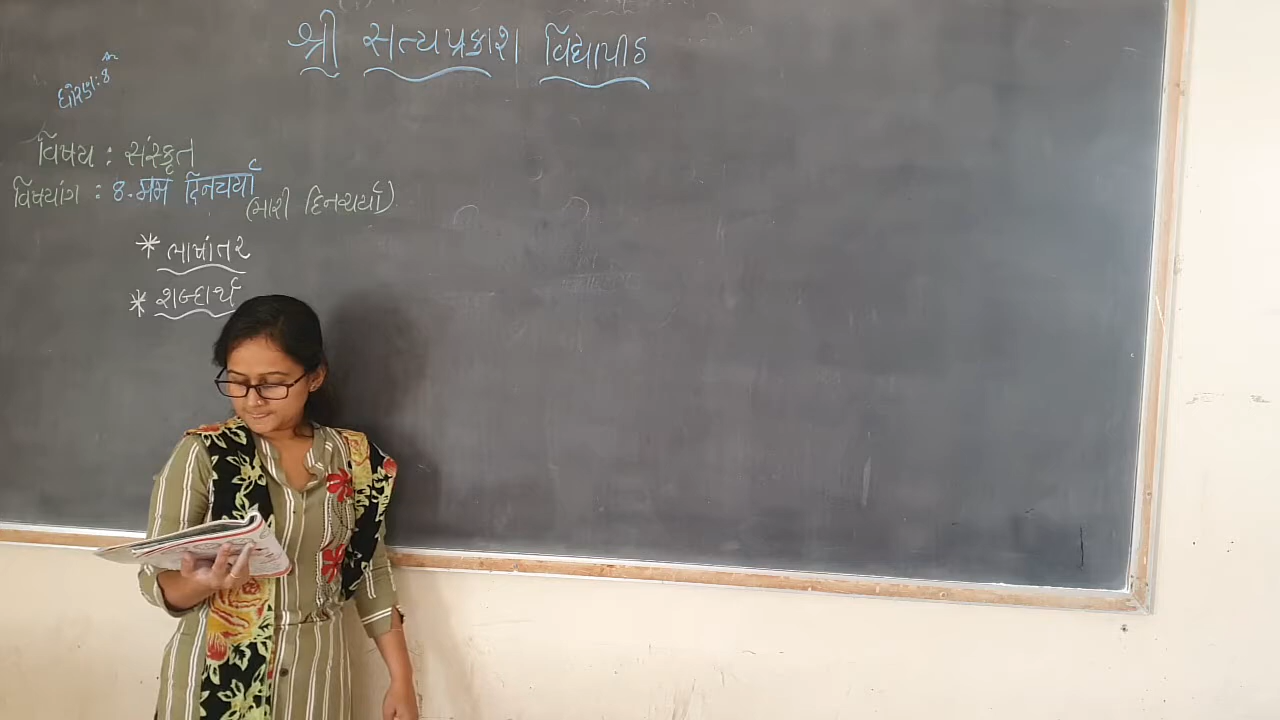 શ્રી સત્યપ્રકાશ વિદ્યાપીઠ
ધોરણ: 8
વિષય : સંસ્કૃત
વિષયાંગ : 8. मम दिनचर्या
(મારી દિનચર્યા)
* ભાષાંતર
* શબ્દાર્થ